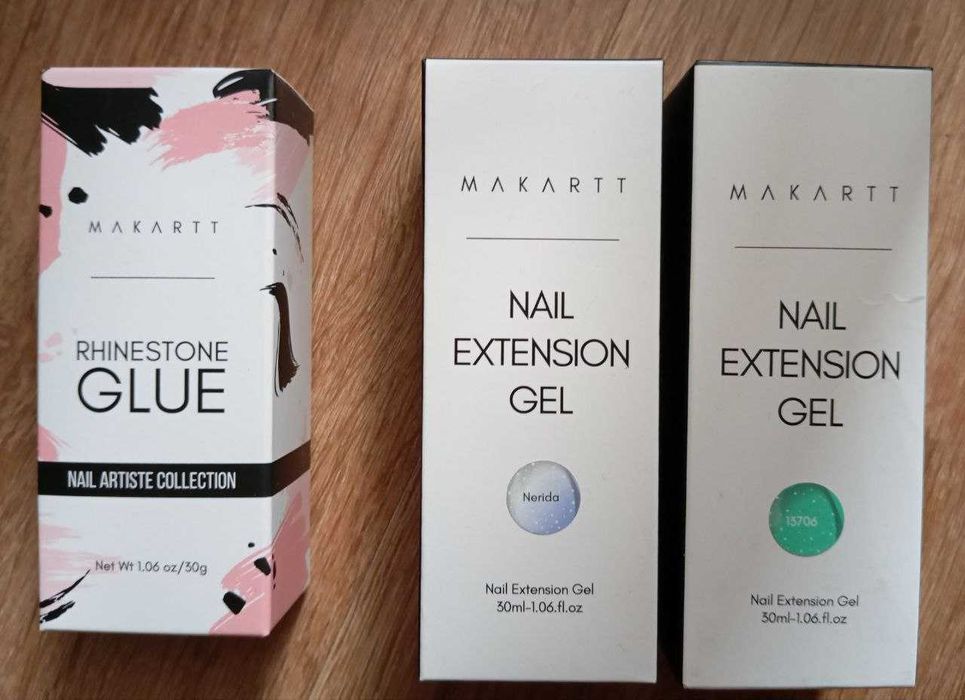 MAKARTT
RHINESTONE
GLUE
NAIL ARTISTE COLLECTION
Net Wt 1.06 oz/30g
MAKARTT
NAIL
EXTENSION
GEL
Nerida
Nail Extension Gel
30ml-1.06.fl.oz
MAKARTT
NAIL
EXTENSION
GEL
13706
Nail Extension Gel
30ml-1.06.fl.oz